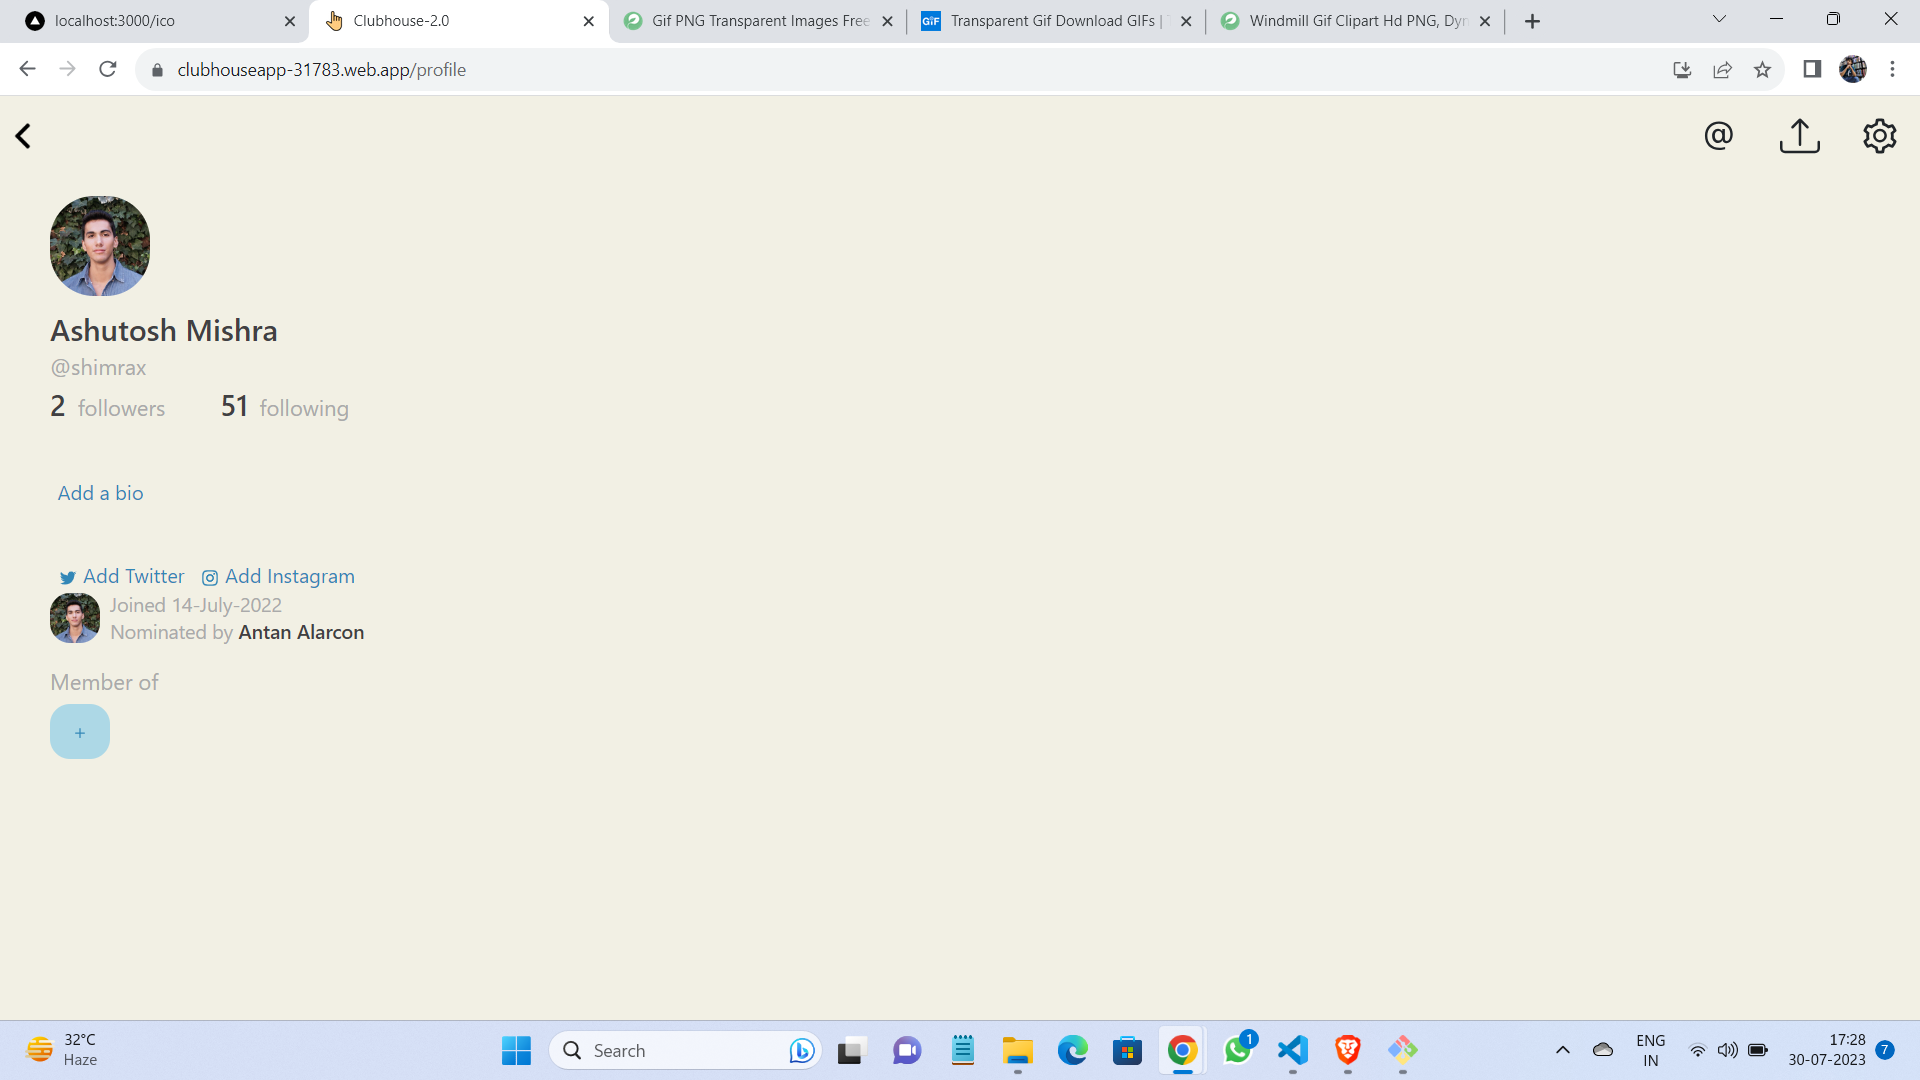 localhost:3000/ico
Clubhouse-2.0
Gif PNG Transparent Images Free
Transparent Gif Download GIFs |
Windmill Gif Clipart Hd PNG, Dyn
clubhouseapp-31783.web.app/profile
@
Ashutosh Mishra
@shimrax
2 followers 51 following
Add a bio
Add Twitter Add Instagram
Joined 14-July-2022
Nominated by Antan Alarcon
Member of
+
32°C
Haze
Search
1
ENG
IN
17:28
30-07-2023
7